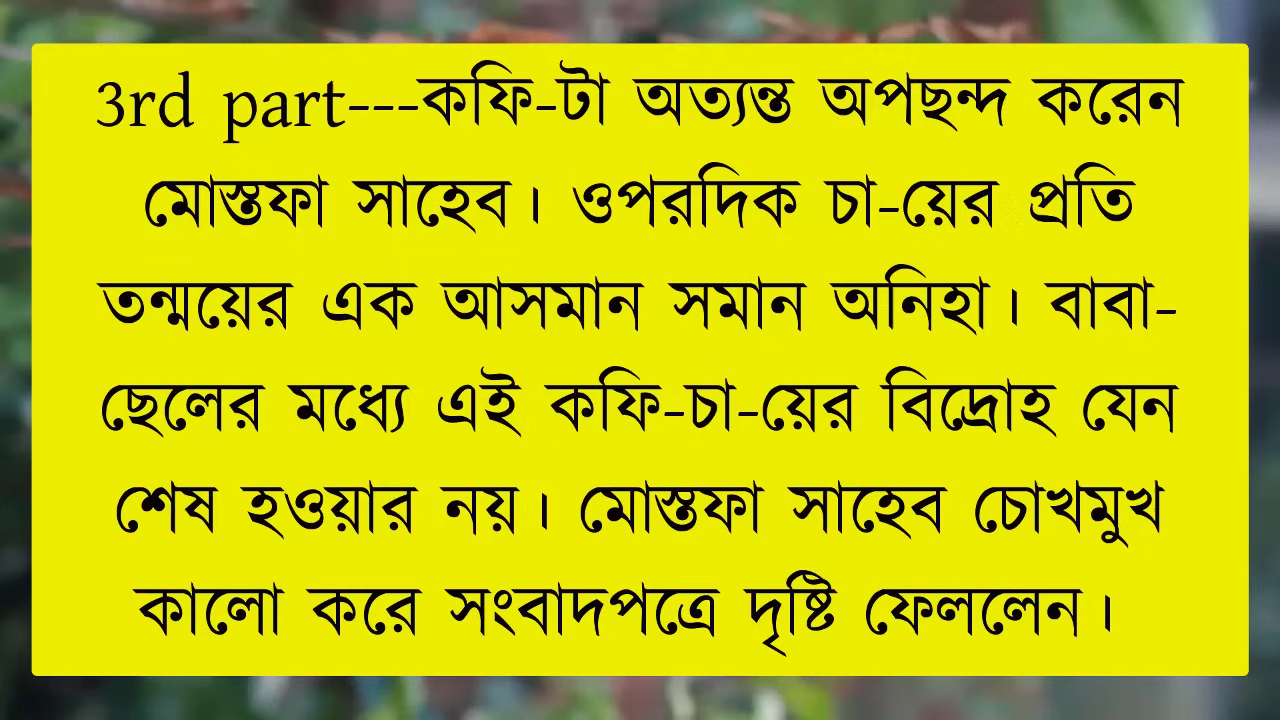 3rd part---কফি-টা অত্যন্ত অপছন্দ করেন
মোস্তফা সাহেব। ওপরদিক চা-য়ের প্রতি
তন্ময়ের এক আসমান সমান অনিহা। বাবা-
ছেলের মধ্যে এই কফি-চা-য়ের বিদ্রোহ যেন
শেষ হওয়ার নয়। মোস্তফা সাহেব চোখমুখ
কালো করে সংবাদপত্রে দৃষ্টি ফেললেন।